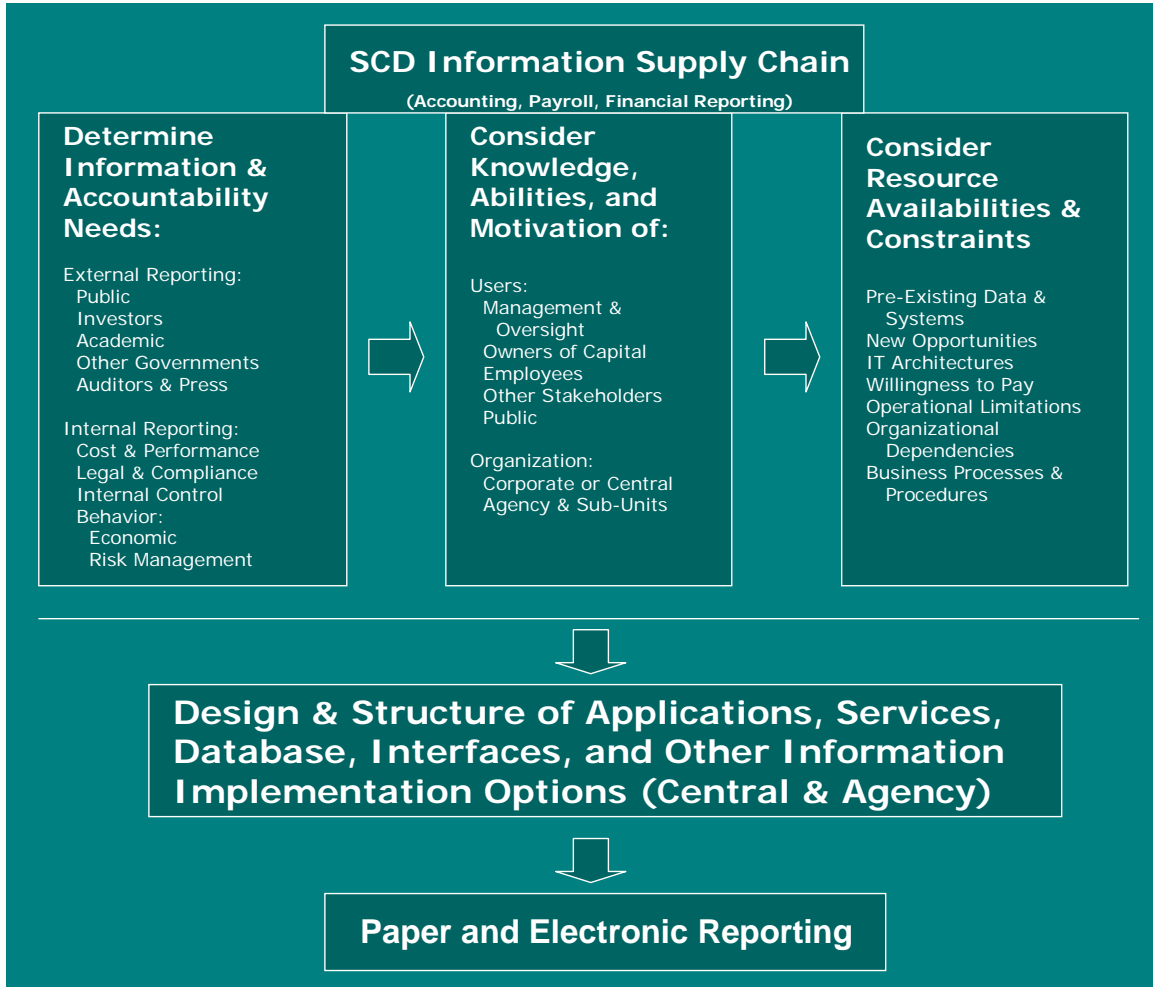 SCD Information Supply Chain
(Accounting, Payroll, Financial Reporting)
Determine
Information &
Accountability
Needs:
External Reporting:
Public
Investors
Academic
Other Governments
Auditors & Press
Internal Reporting:
Cost & Performance
Legal & Compliance
Internal Control
Behavior:
Economic
Risk Management
Consider
Knowledge,
Abilities, and
Motivation of:
Users:
Management &
Oversight
Owners of Capital
Employees
Other Stakeholders
Public
Organization:
Corporate or Central
Agency & Sub-Units
Consider
Resource
Availabilities &
Constraints
Pre-Existing Data &
Systems
New Opportunities
IT Architectures
Willingness to Pay
Operational Limitations
Organizational
Dependencies
Business Processes &
Procedures
Design & Structure of Applications, Services,
Database, Interfaces, and Other Information
Implementation Options (Central & Agency)
Paper and Electronic Reporting